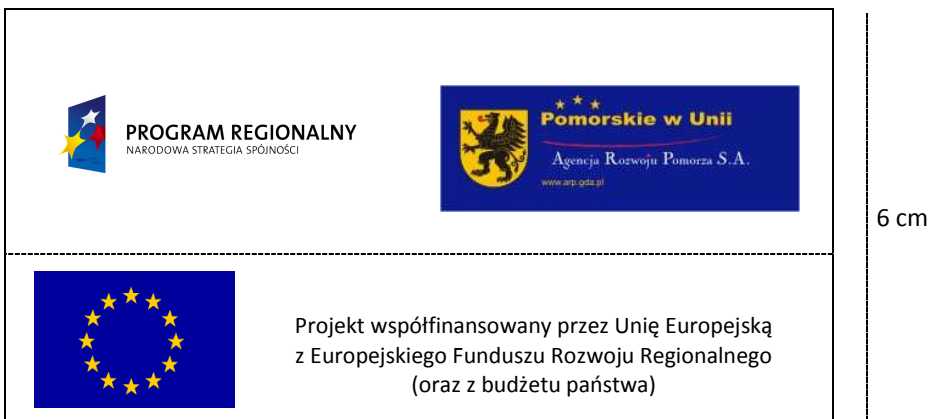 PROGRAM REGIONALNY
NARODOWA STRATEGIA SPÓJNOŚCI
Pomorskie w Unii
Agencja Rozwoju Pomorza S.A.
www.arp.gda.pl
6 cm
Projekt współfinansowany przez Unię Europejską
z Europejskiego Funduszu Rozwoju Regionalnego
(oraz z budżetu państwa)